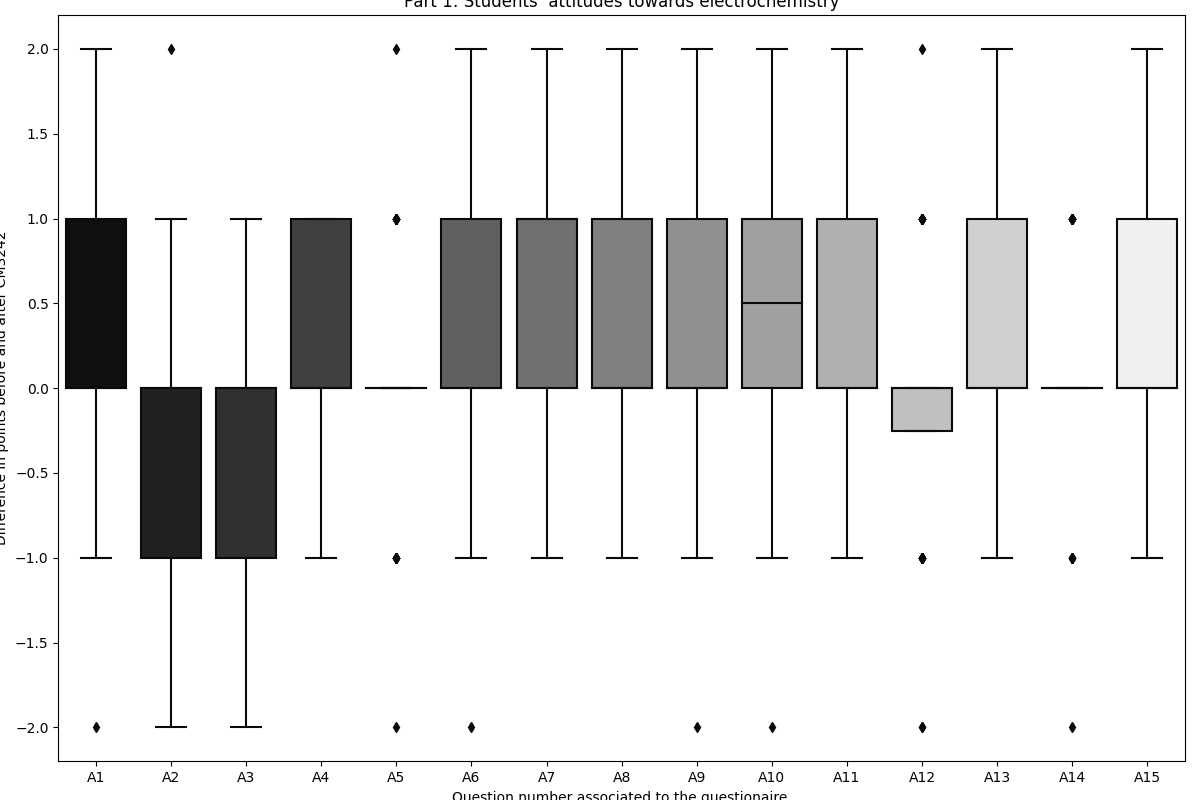 Part 1: Students' attitudes towards electrochemistry
Difference in points before and after CM3242
2.0
1.5
1.0
0.5
0.0
−0.5
−1.0
−1.5
−2.0
A1 A2 A3 A4 A5 A6 A7 A8 A9 A10 A11 A12 A13 A14 A15
Question number associated to the questionaire